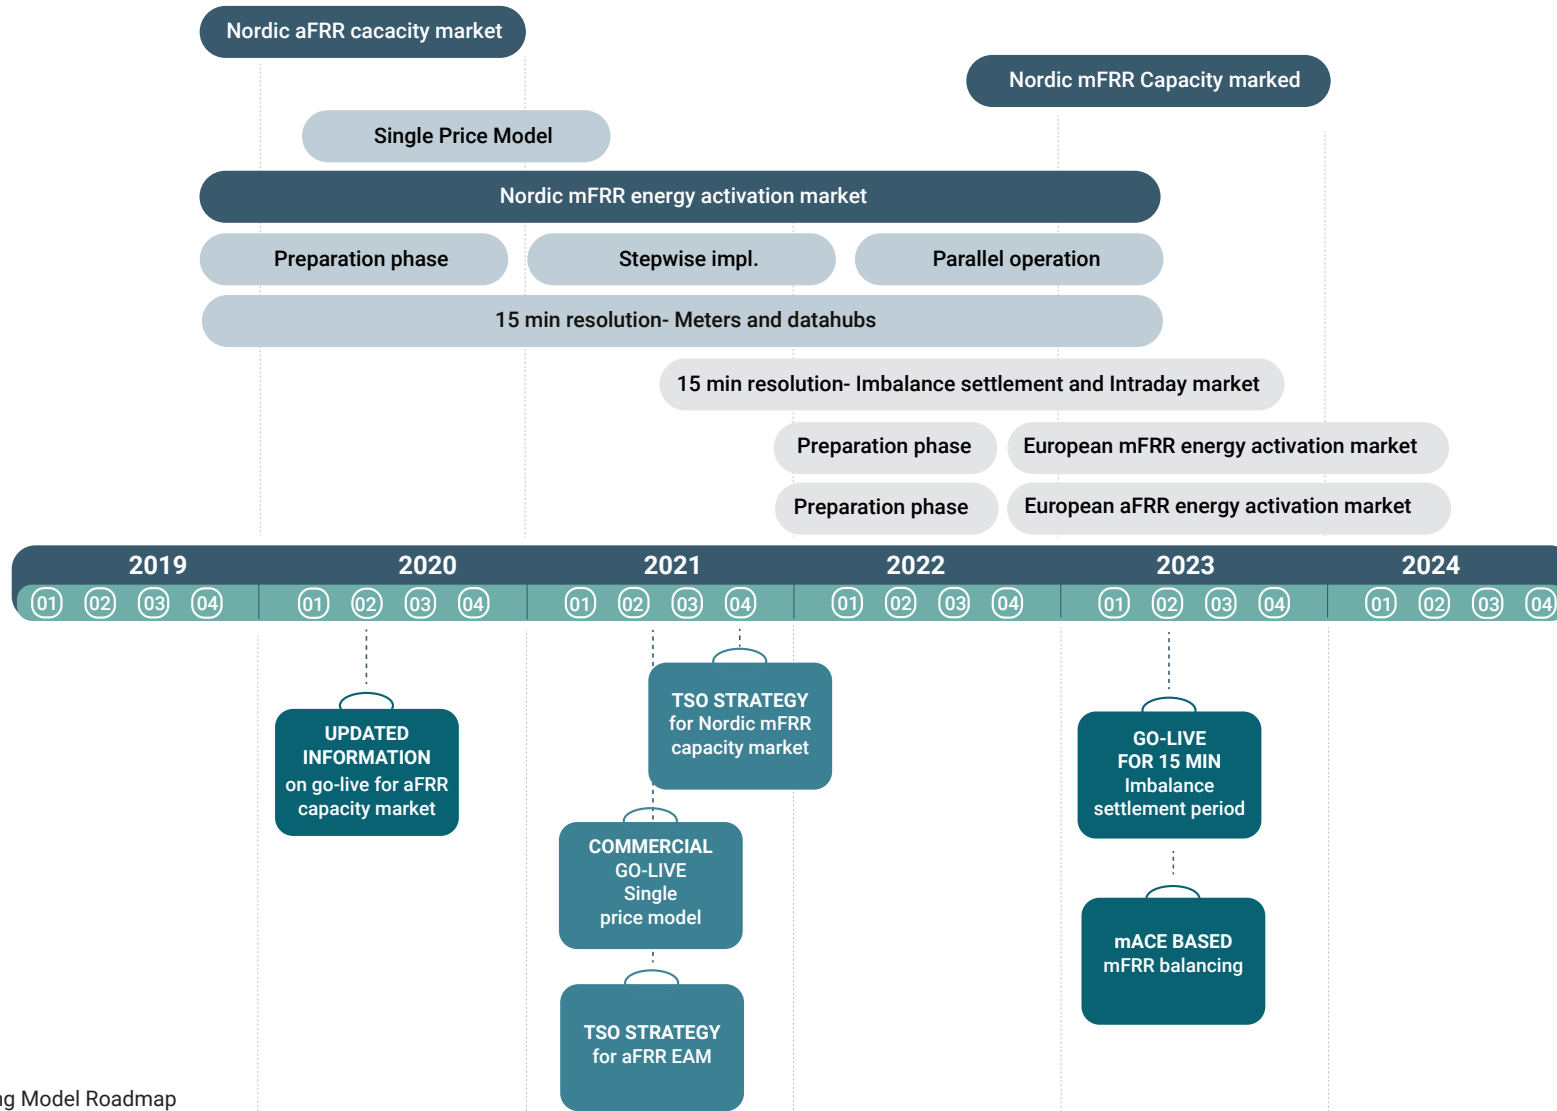 Nordic aFRR cacacity market
Nordic mFRR Capacity marked
Single Price Model
Nordic mFRR energy activation market
Preparation phase
Stepwise impl.
Parallel operation
15 min resolution- Meters and datahubs
15 min resolution- Imbalance settlement and Intraday market
Preparation phase
European mFRR energy activation market
Preparation phase
European aFRR energy activation market
2019 2020 2021 2022 2023 2024
01 02 03 04 01 02 03 04 01 02 03 04 01 02 03 04 01 02 03 04 01 02 03 04
UPDATED
INFORMATION
on go-live for aFRR
capacity market
TSO STRATEGY
for Nordic mFRR
capacity market
COMMERCIAL
GO-LIVE
Single
price model
TSO STRATEGY
for aFRR EAM
GO-LIVE
FOR 15 MIN
Imbalance
settlement period
mACE BASED
mFRR balancing
ng Model Roadmap